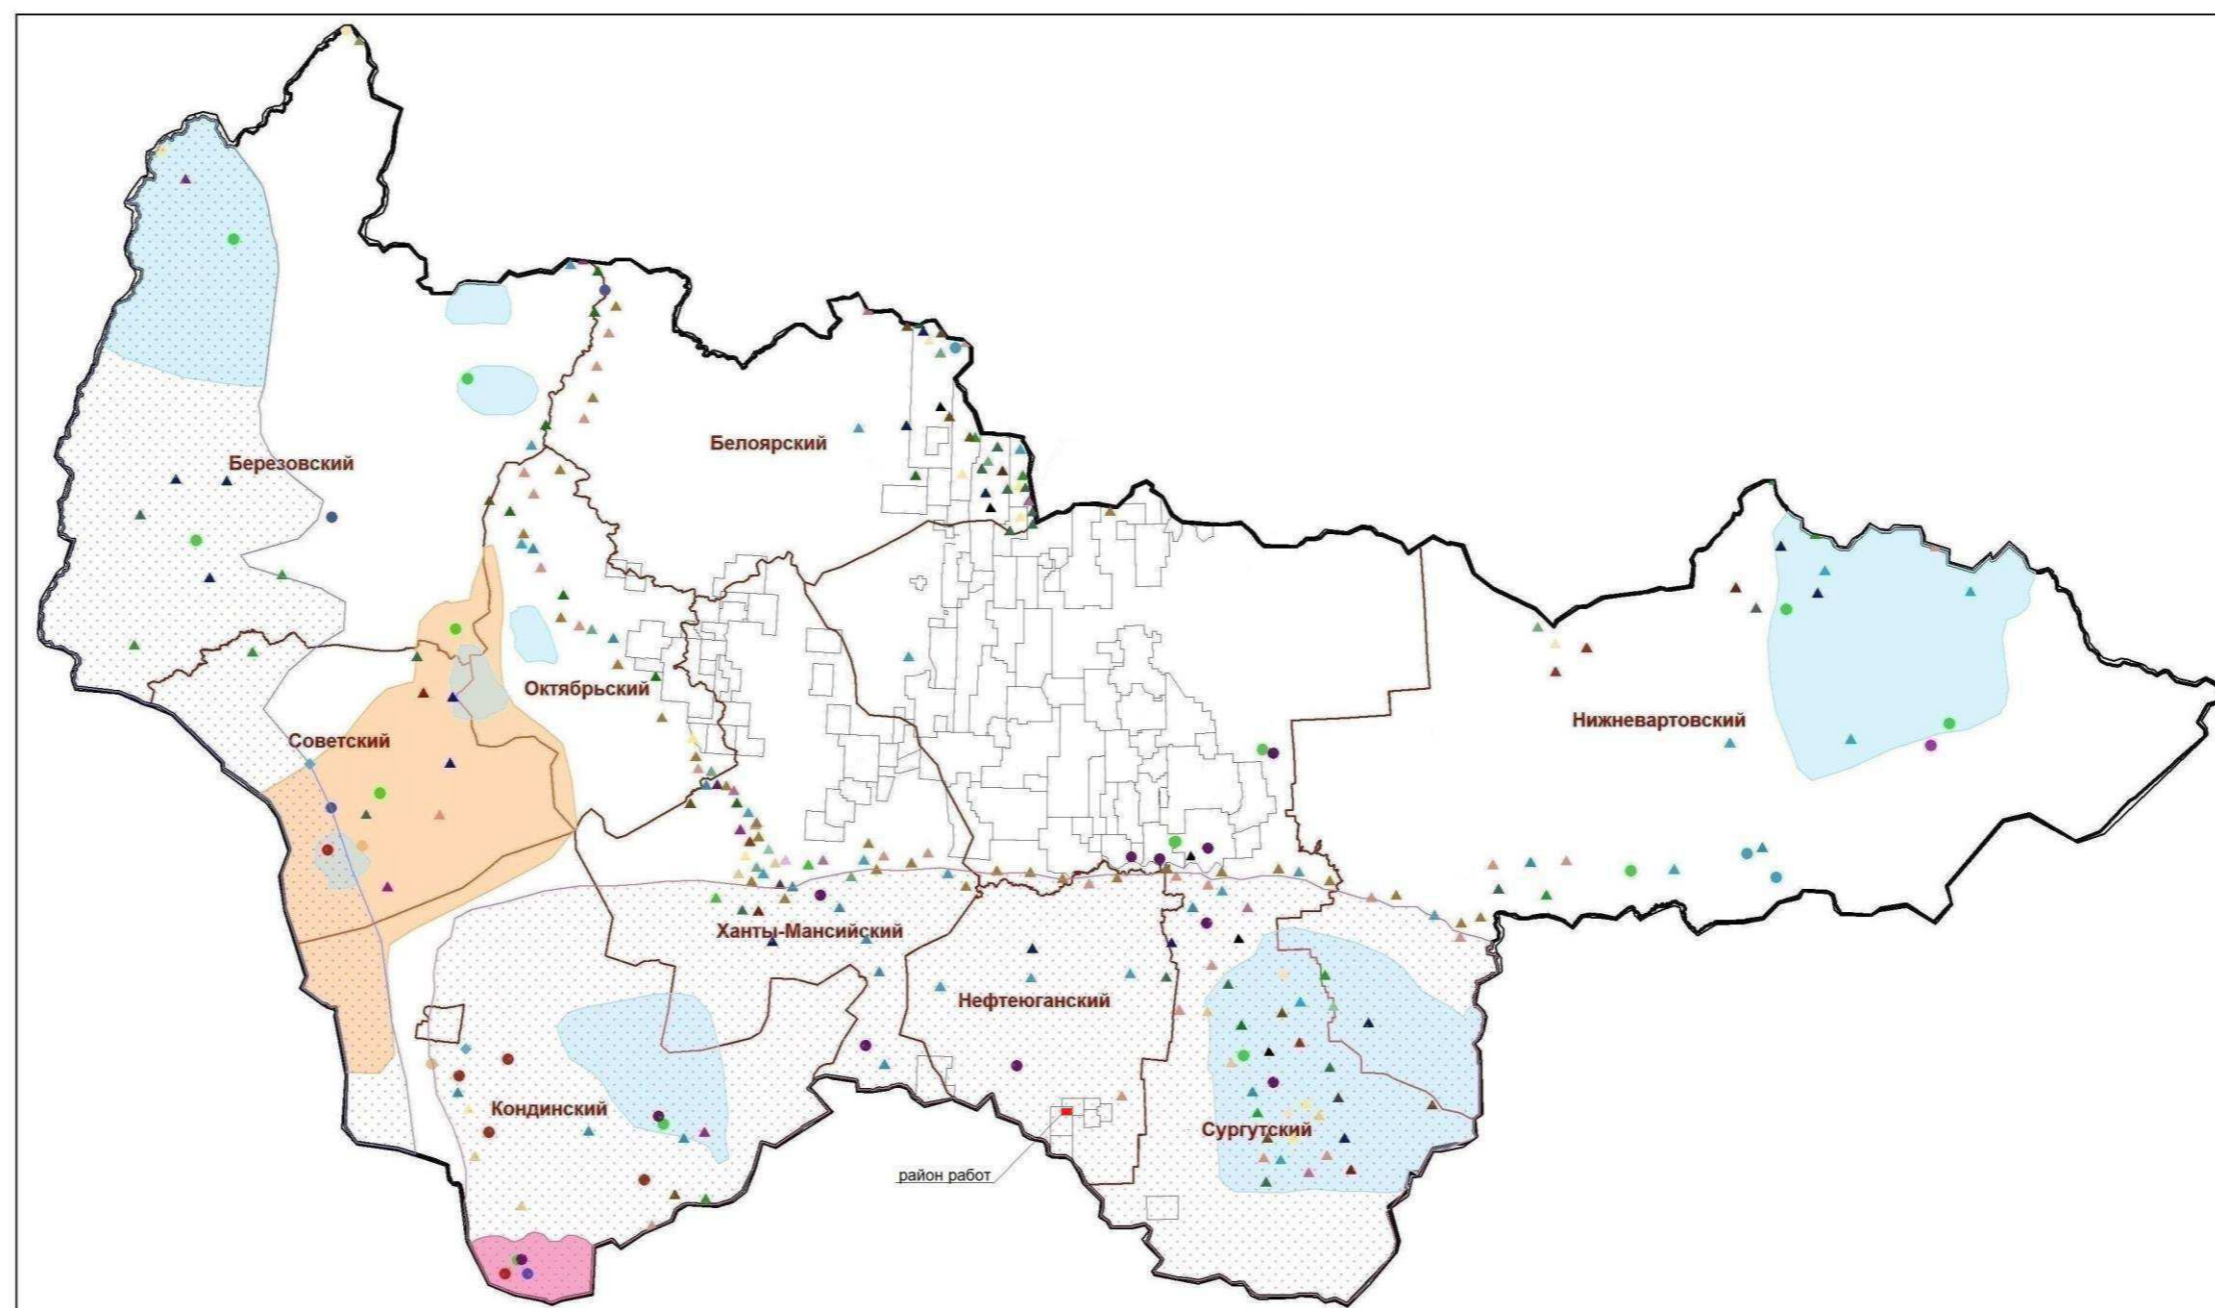 Белоярский
Березовский
Октябрьский
Нижневартовский
Советский
Ханты-Мансийский
Нефтеюганский
Кондинский
Сургутский
район работ